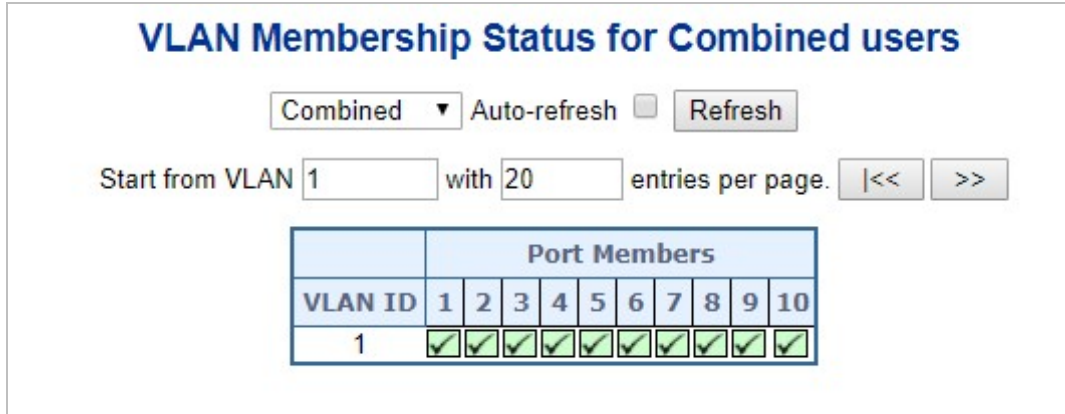 VLAN Membership Status for Combined users
Combined Auto-refresh Refresh
Start from VLAN 1 with 20 entries per page. |<< >>
Port Members
VLAN ID 1 2 3 4 5 6 7 8 9 10
1